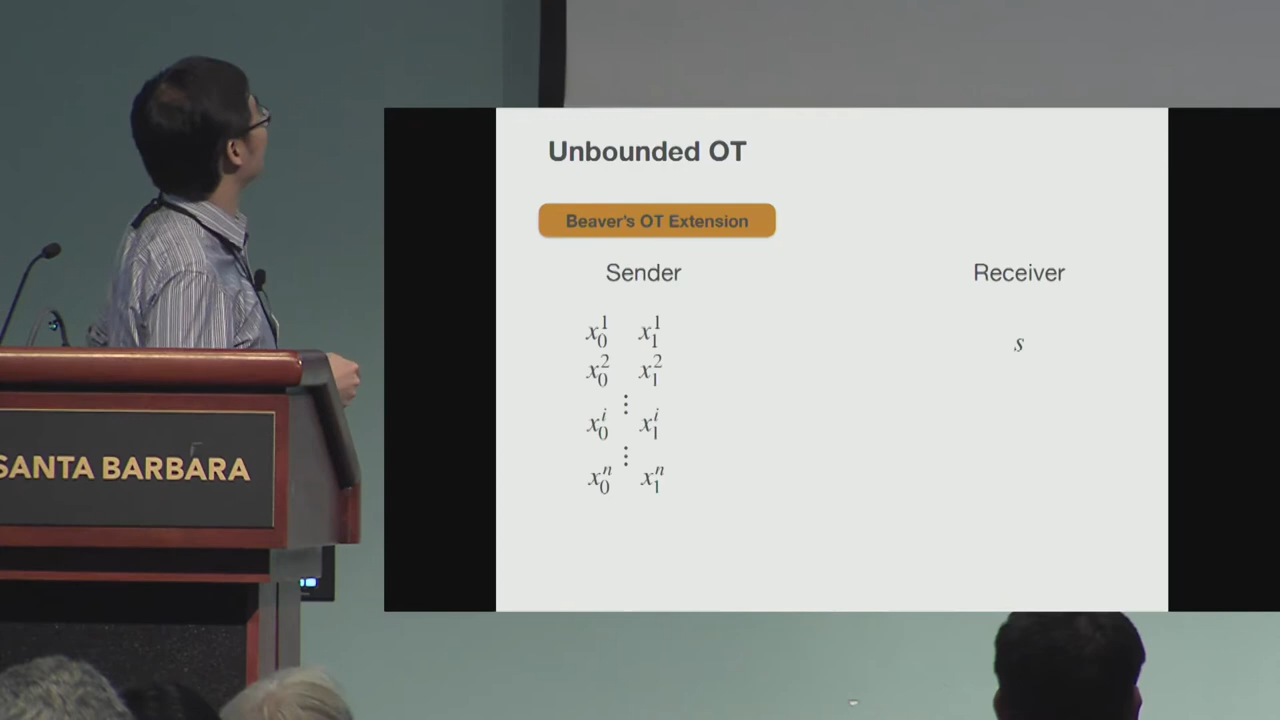 Unbounded OT
Beaver's OT Extension
Sender Receiver
x_0^1 x_1^1
s
x_0^2 x_1^2
⋮
x_0^i x_1^i
⋮
x_0^n x_1^n
SANTA BARBARA